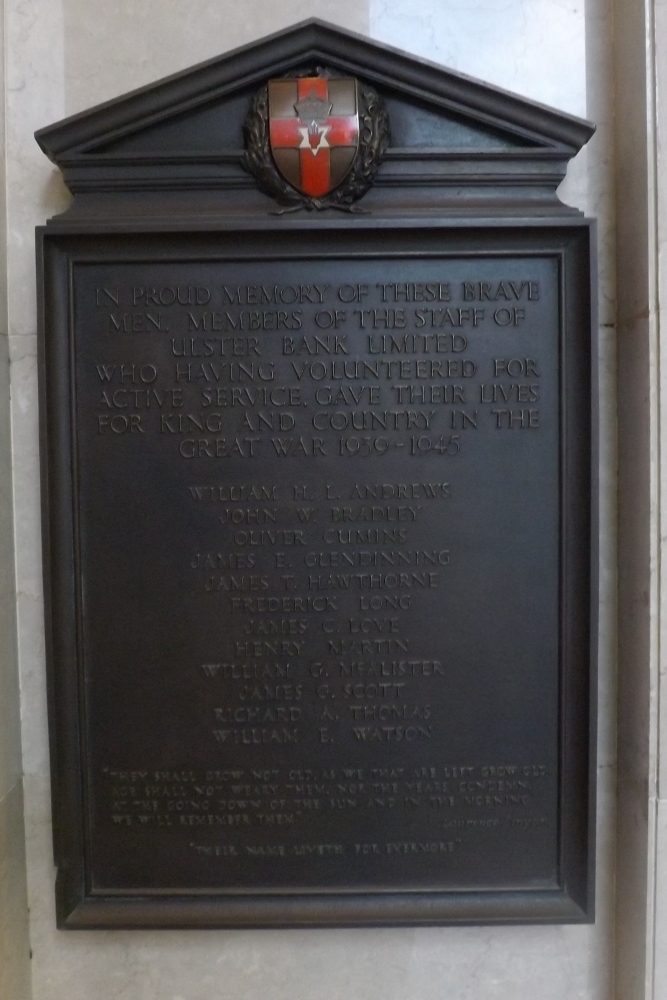 IN PROUD MEMORY OF THESE BRAVE
MEN, MEMBERS OF THE STAFF OF
ULSTER BANK LIMITED
WHO HAVING VOLUNTEERED FOR
ACTIVE SERVICE, GAVE THEIR LIVES
FOR KING AND COUNTRY IN THE
GREAT WAR 1939-1945
WILLIAM H. L. ANDREWS
JOHN W. BRADLEY
OLIVER CUMINS
JAMES E. GLENDINNING
JAMES T. HAWTHORNE
FREDERICK LONG
JAMES C. LOVE
HENRY MARTIN
WILLIAM G. MCALISTER
JAMES G. SCOTT
RICHARD A. THOMAS
WILLIAM E. WATSON
"THEY SHALL GROW NOT OLD, AS WE THAT ARE LEFT GROW OLD
AGE SHALL NOT WEARY THEM, NOR THE YEARS CONDEMN,
AT THE GOING DOWN OF THE SUN AND IN THE MORNING
WE WILL REMEMBER THEM" Laurence
"THEIR NAME LIVETH FOR EVERMORE"